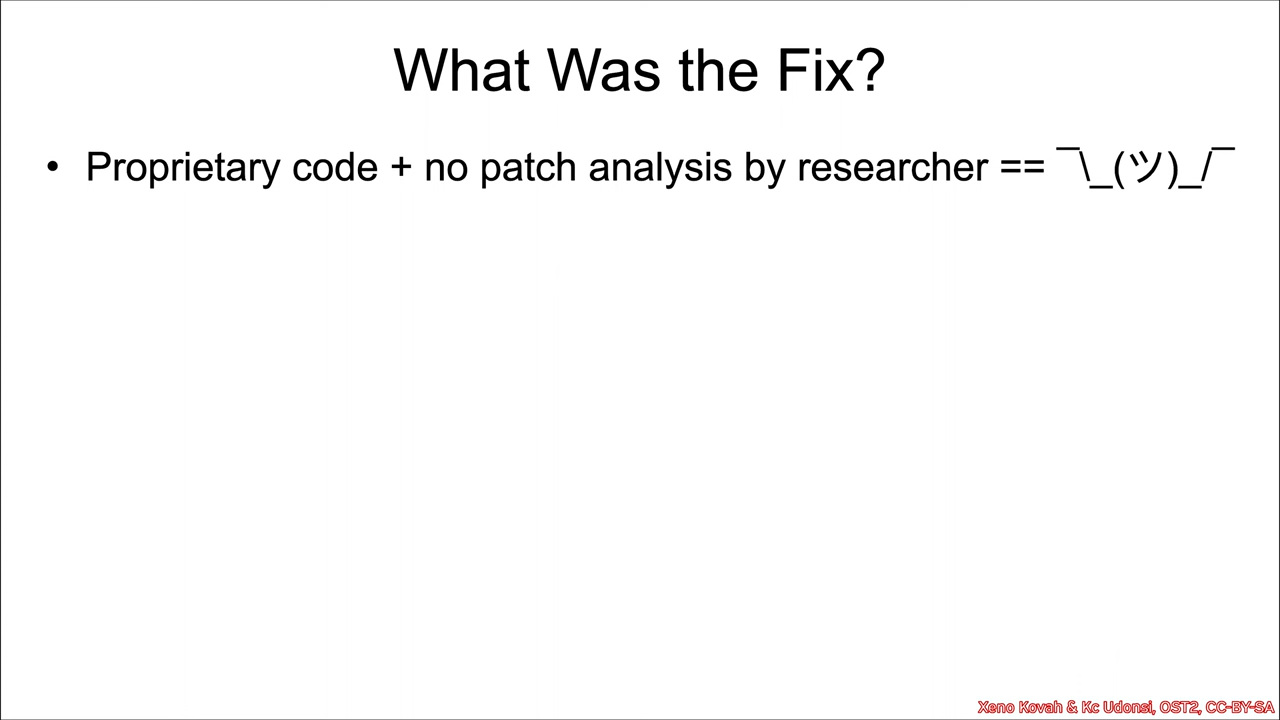 What Was the Fix?
• Proprietary code + no patch analysis by researcher == ¯\_(ツ)_/¯
Xeno Kovah & Kc Udonsi, OST2, CC-BY-SA